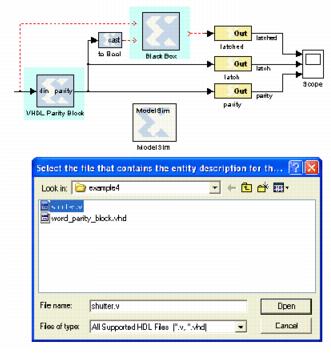 Out
latched
latched
cast
to Bool
Black Box
Out
latch
latch
din parity
VHDL Parity Block
Out
parity
parity
Scope
ModelSim
ModelSim
Select the file that contains the entity description for th...
Look in: example4
shutter.v
word_parity_block.vhd
File name: shutter.v Open
Files of type: All Supported HDL Files (*.v, *.vhd) Cancel